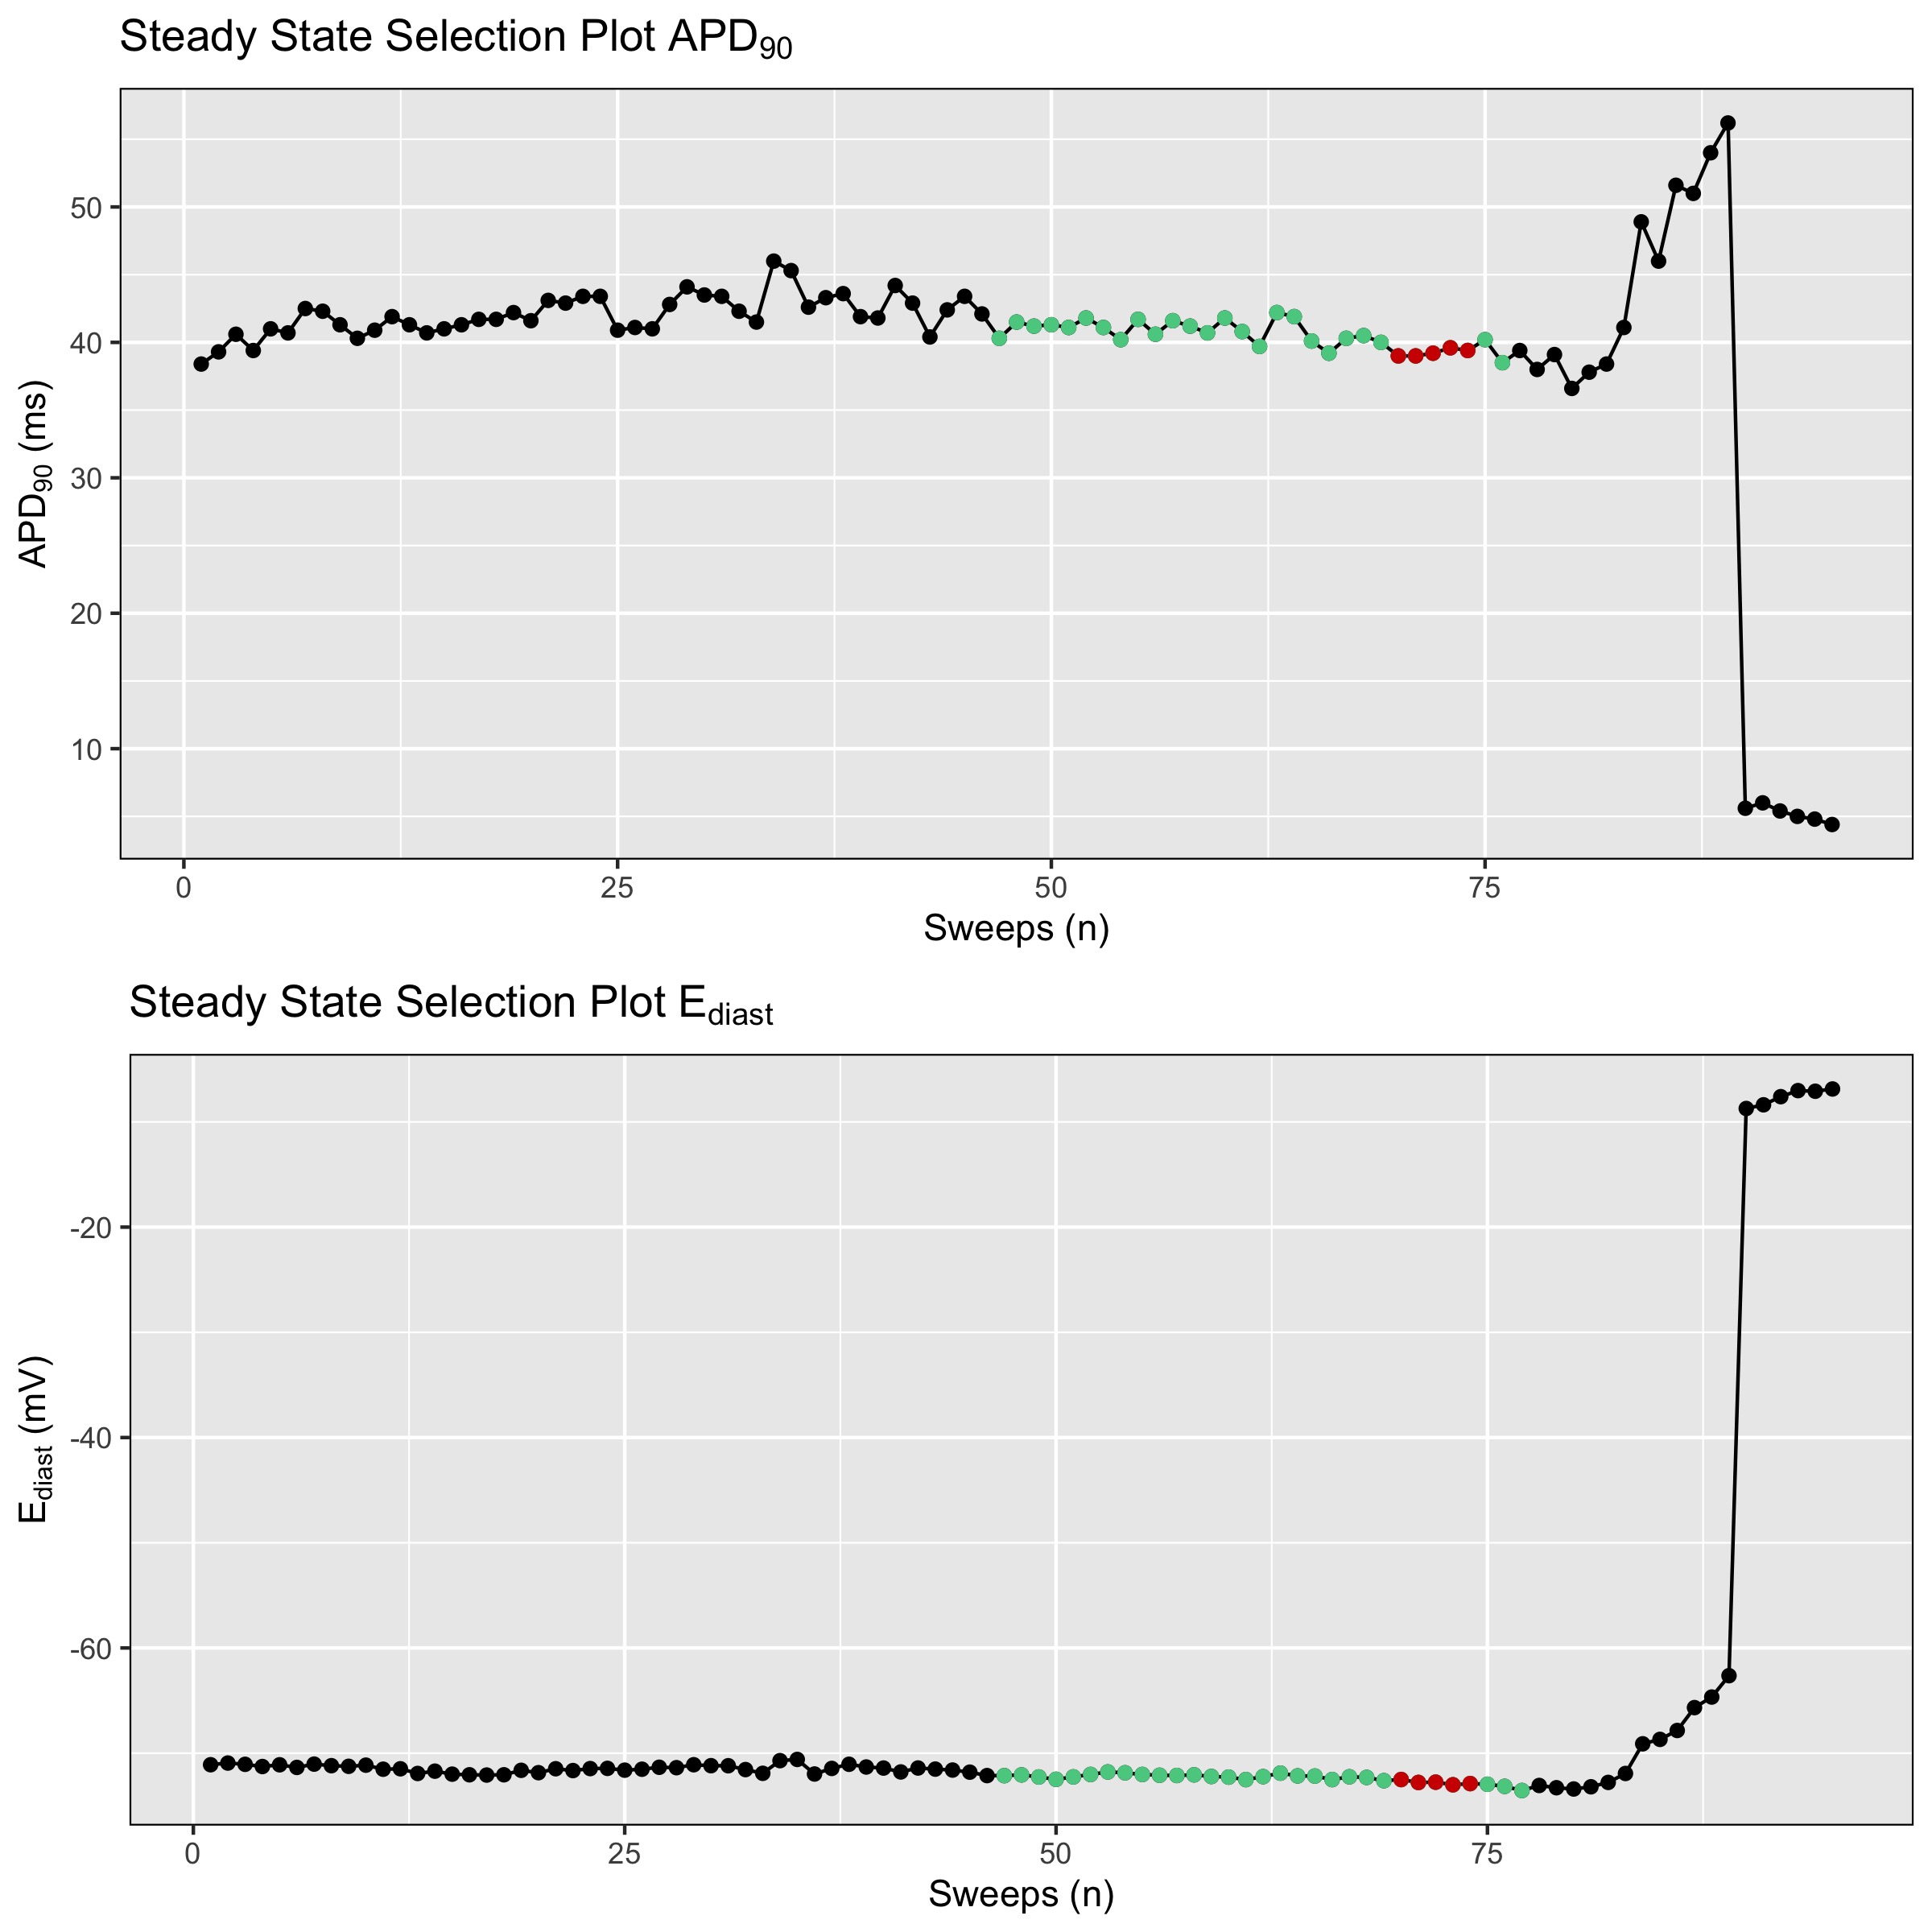 Steady State Selection Plot APD90
50
40
30
20
10
APD90 (ms)
0 25 50 75
Sweeps (n)
Steady State Selection Plot Ediast
-20
-40
-60
Ediast (mV)
0 25 50 75
Sweeps (n)